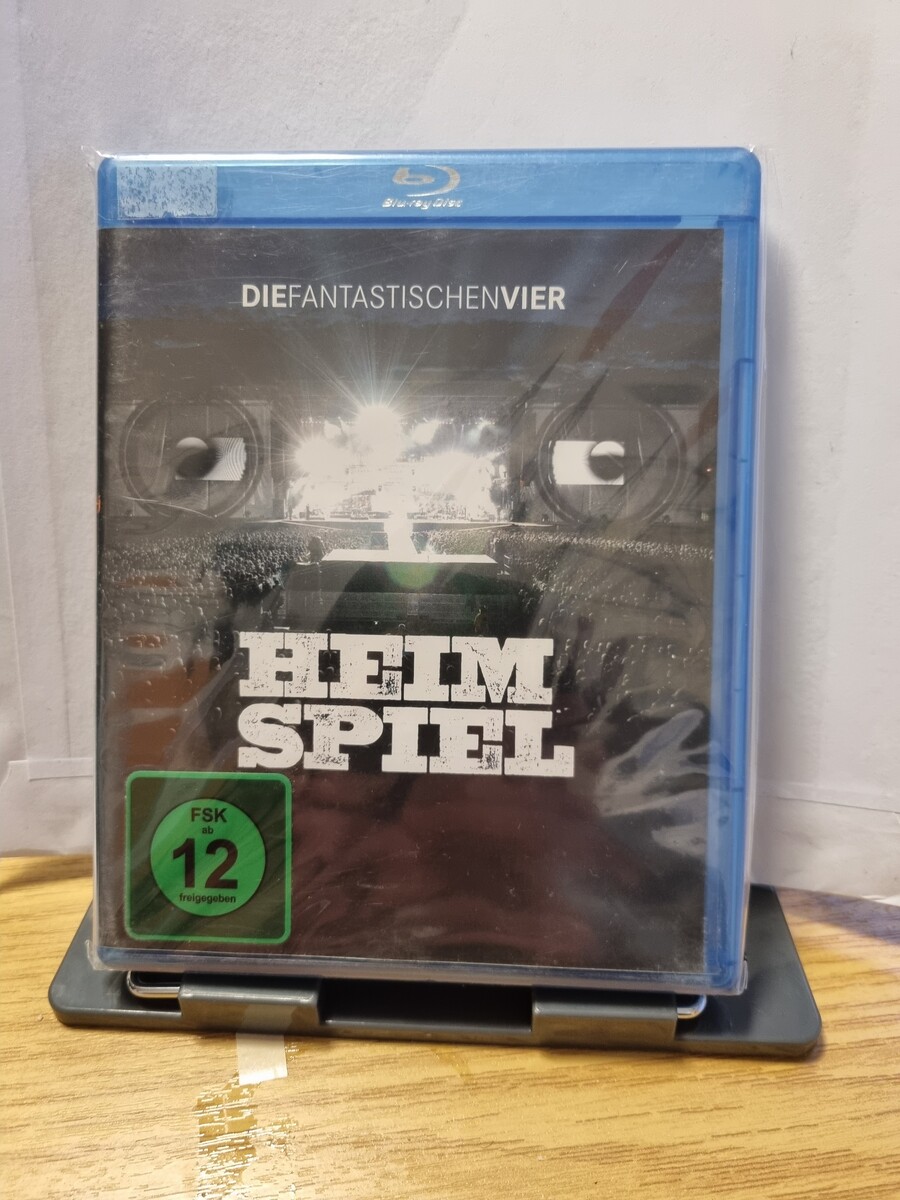 Blu-ray Disc
DIEFANTASTISCHENVIER
HEIM
SPIEL
FSK
ab
12
freigegeben